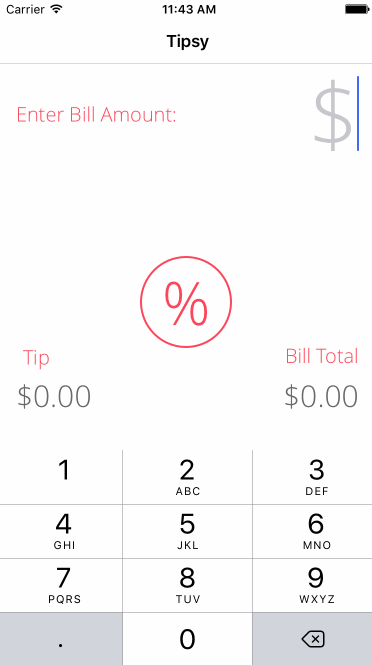 Carrier 11:43 AM
Tipsy
Enter Bill Amount: $
%
Tip Bill Total
$0.00 $0.00
1 2 3
ABC DEF
4 5 6
GHI JKL MNO
7 8 9
PQRS TUV WXYZ
. 0